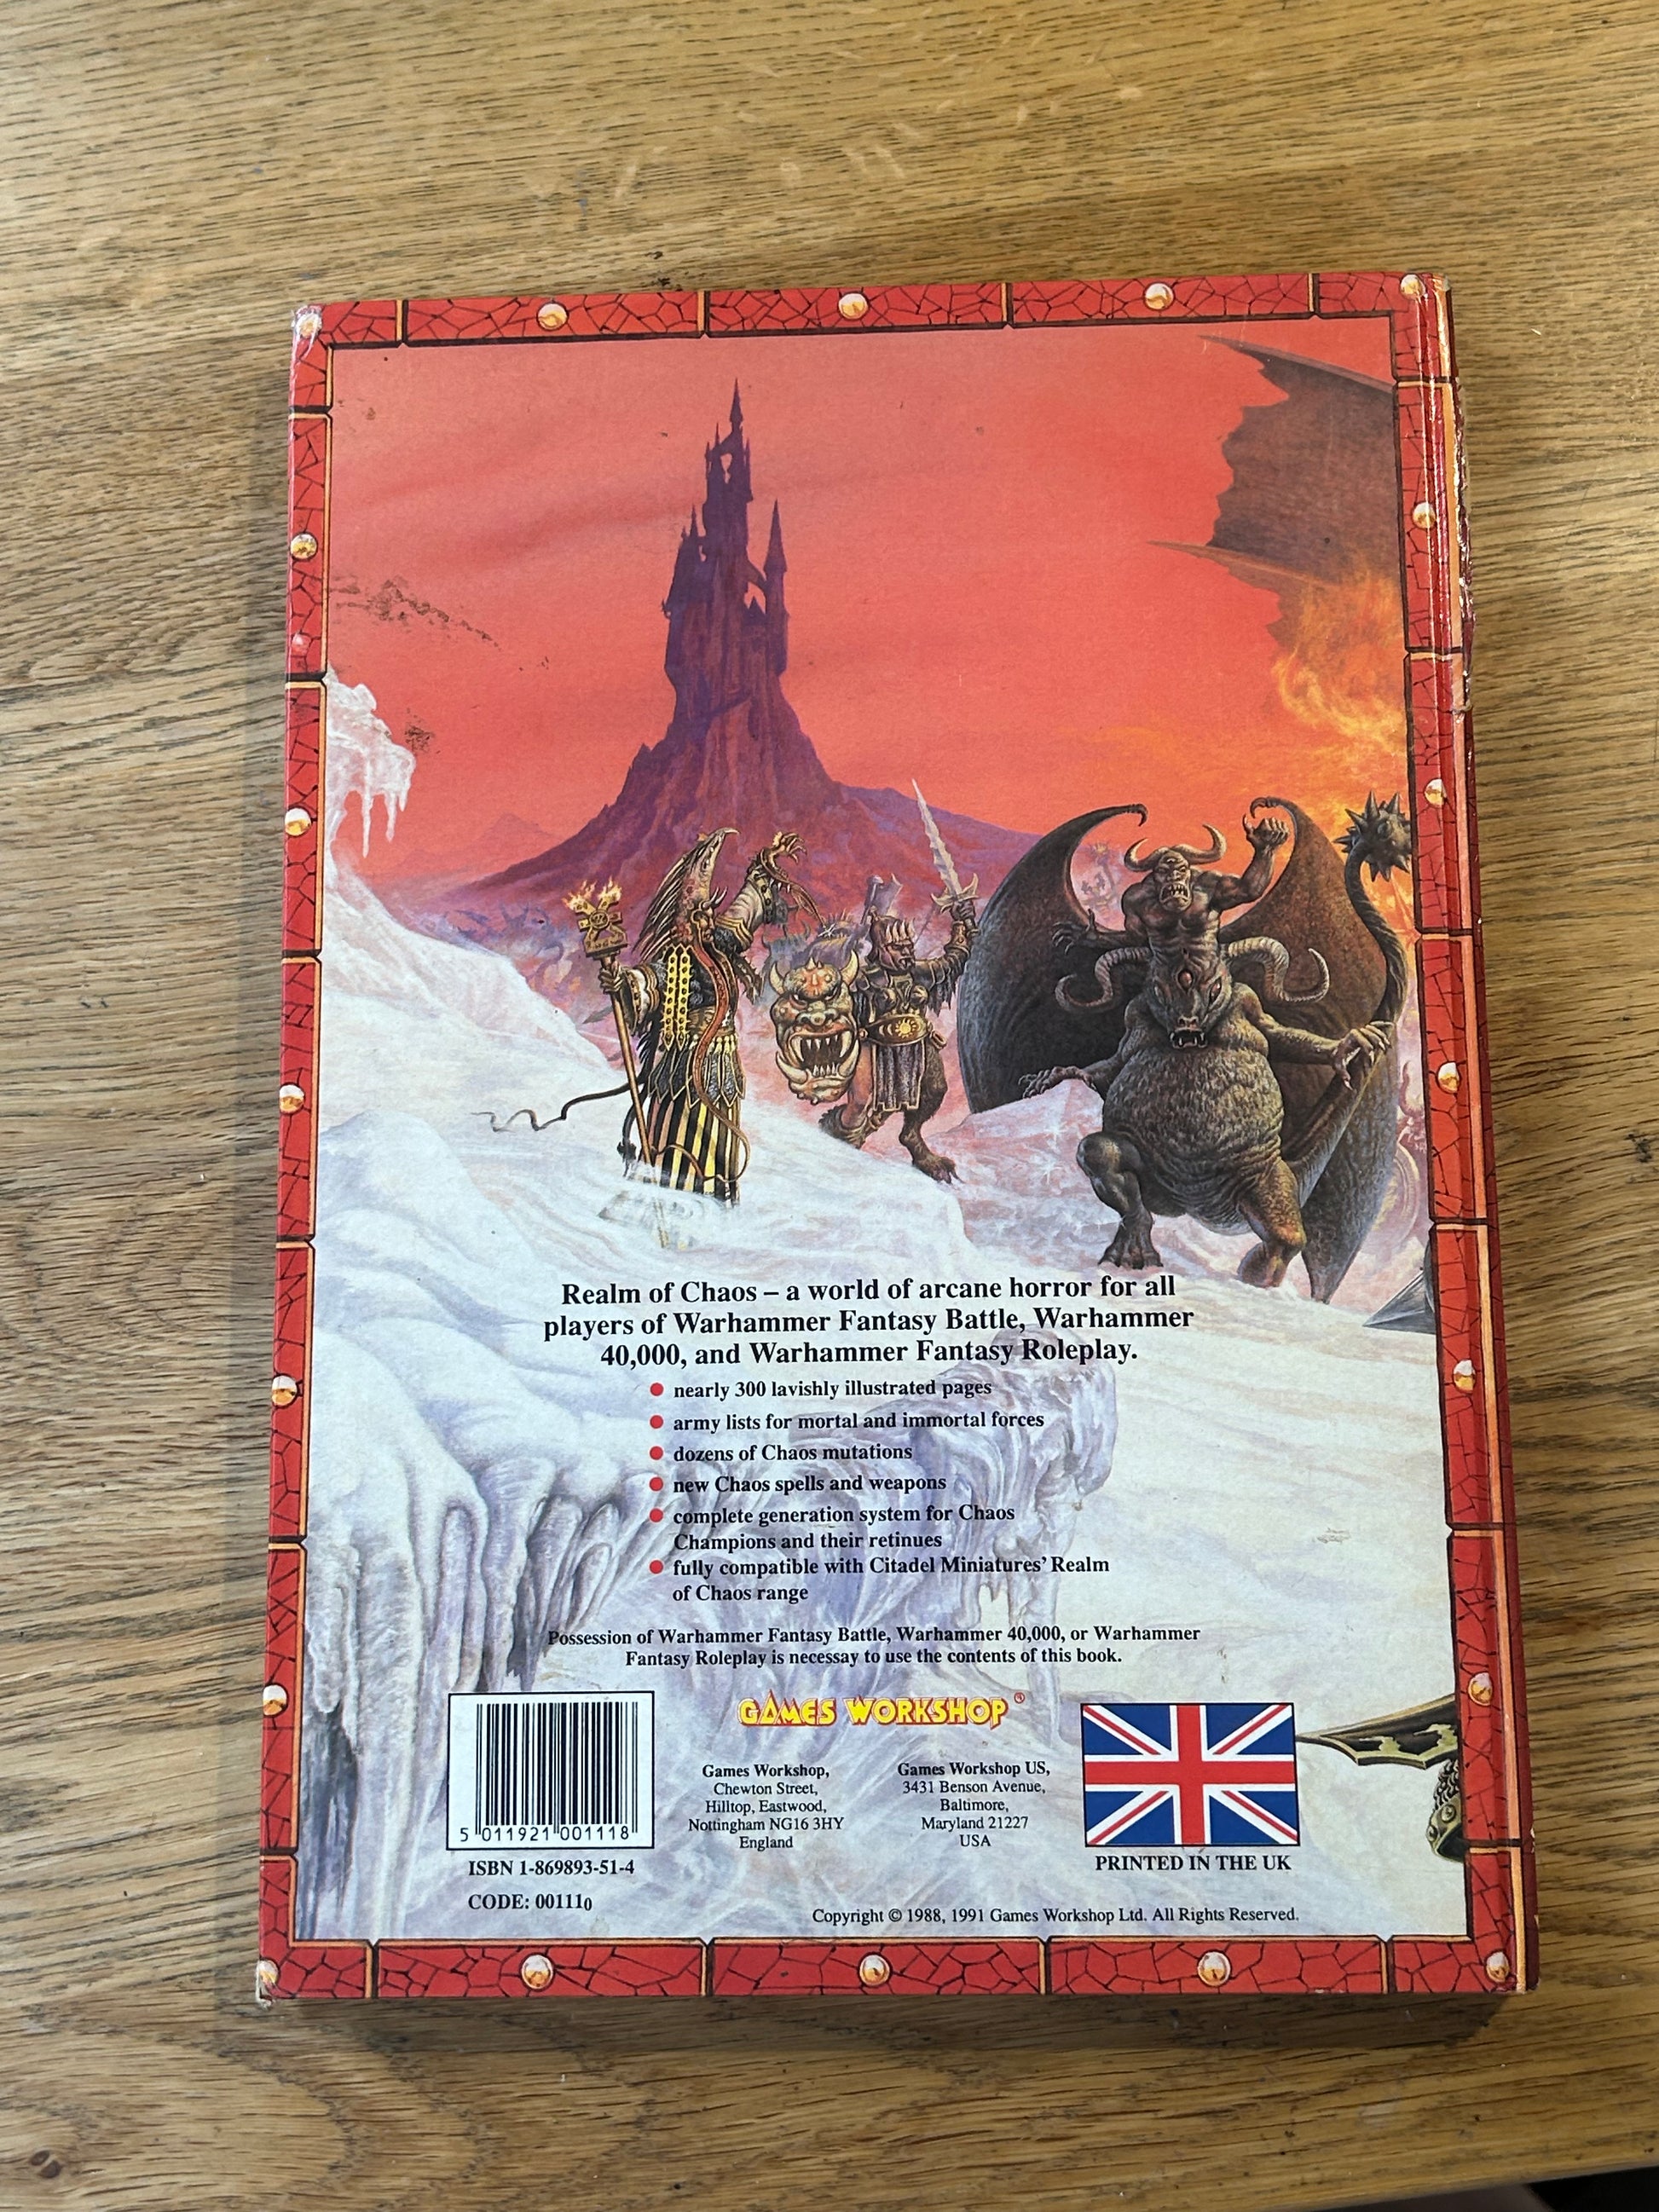 Realm of Chaos – a world of arcane horror for all
players of Warhammer Fantasy Battle, Warhammer
40,000, and Warhammer Fantasy Roleplay.
● nearly 300 lavishly illustrated pages
● army lists for mortal and immortal forces
● dozens of Chaos mutations
● new Chaos spells and weapons
● complete generation system for Chaos
Champions and their retinues
● fully compatible with Citadel Miniatures' Realm
of Chaos range
Possession of Warhammer Fantasy Battle, Warhammer 40,000, or Warhammer
Fantasy Roleplay is necessay to use the contents of this book.
GAMES WORKSHOP®
Games Workshop,
Chewton Street,
Hilltop, Eastwood,
Nottingham NG16 3HY
England
Games Workshop US,
3431 Benson Avenue,
Baltimore,
Maryland 21227
USA
5 011921 001118
ISBN 1-869893-51-4
CODE: 001110
PRINTED IN THE UK
Copyright © 1988, 1991 Games Workshop Ltd. All Rights Reserved.